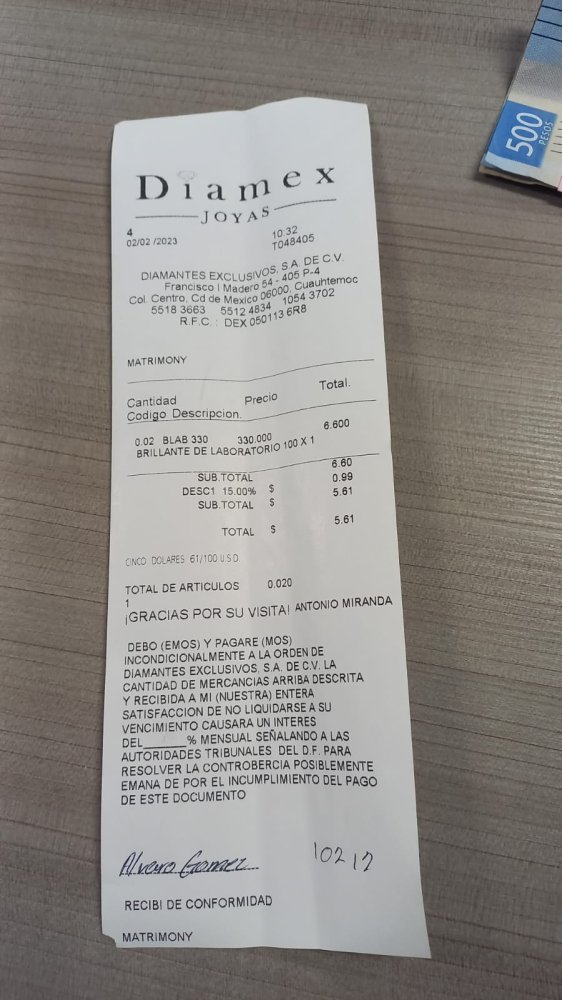 Diamex
JOYAS
4
02/02 /2023
10:32
T048405
DIAMANTES EXCLUSIVOS, S.A. DE C.V.
Francisco I Madero 54 - 405 P-4
Col. Centro, Cd de Mexico 06000, Cuauhtemoc
5518 3663 5512 4834 1054 3702
R.F.C. : DEX 050113 6R8
MATRIMONY
Cantidad Precio Total.
Codigo Descripcion.
0.02 BLAB 330 330.000 6.600
BRILLANTE DE LABORATORIO 100 X 1
6.60
SUB.TOTAL 0.99
DESC1 15.00% $ 5.61
SUB.TOTAL $
5.61
TOTAL $
CINCO DOLARES 61/100 U.S.D.
TOTAL DE ARTICULOS 0.020
1
¡GRACIAS POR SU VISITA! ANTONIO MIRANDA
DEBO (EMOS) Y PAGARE (MOS)
INCONDICIONALMENTE A LA ORDEN DE
DIAMANTES EXCLUSIVOS, S.A. DE C.V. LA
CANTIDAD DE MERCANCIAS ARRIBA DESCRITA
Y RECIBIDA A MI (NUESTRA) ENTERA
SATISFACCION DE NO LIQUIDARSE A SU
VENCIMIENTO CAUSARA UN INTERES
DEL______% MENSUAL SEÑALANDO A LAS
AUTORIDADES TRIBUNALES DEL D.F. PARA
RESOLVER LA CONTROBERCIA POSIBLEMENTE
EMANA DE POR EL INCUMPLIMIENTO DEL PAGO
DE ESTE DOCUMENTO
Alvaro Gomez 10212
RECIBI DE CONFORMIDAD
MATRIMONY
500
PESOS